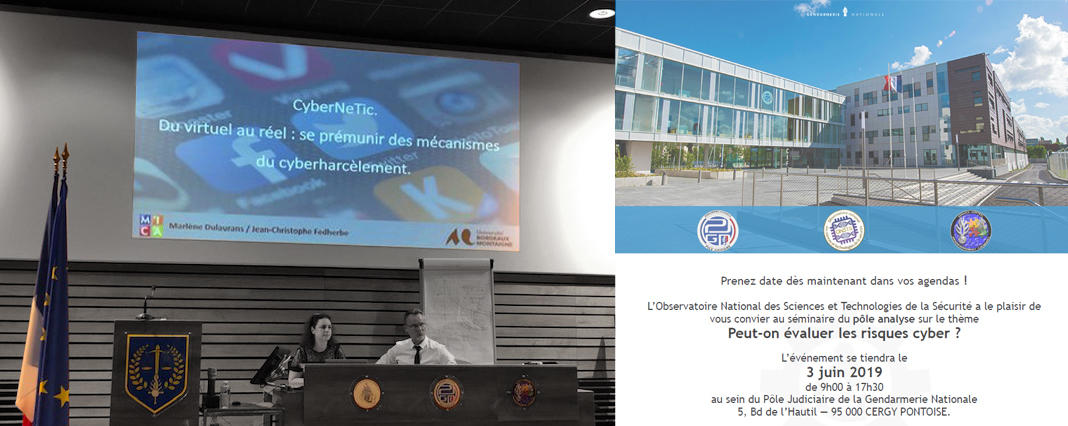 CyberNeTic.
Du virtuel au réel : se prémunir des mécanismes
du cyberharcèlement.
Facebook
MICA
Marlène Dulaurans / Jean-Christophe Fedherbe
Université
BORDEAUX
MONTAIGNE
GENDARMERIE NATIONALE
Prenez date dès maintenant dans vos agendas !
L'Observatoire National des Sciences et Technologies de la Sécurité a le plaisir de
vous convier au séminaire du pôle analyse sur le thème
Peut-on évaluer les risques cyber ?
L'événement se tiendra le
3 juin 2019
de 9h00 à 17h30
au sein du Pôle Judiciaire de la Gendarmerie Nationale
5, Bd de l'Hautil — 95 000 CERGY PONTOISE.